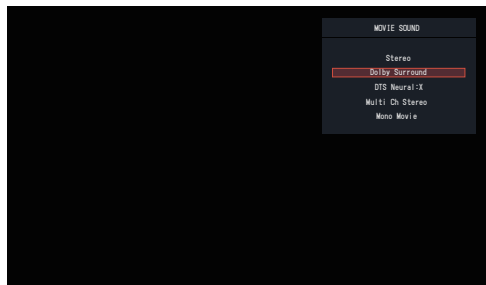 MOVIE SOUND
Stereo
Dolby Surround
DTS Neural:X
Multi Ch Stereo
Mono Movie